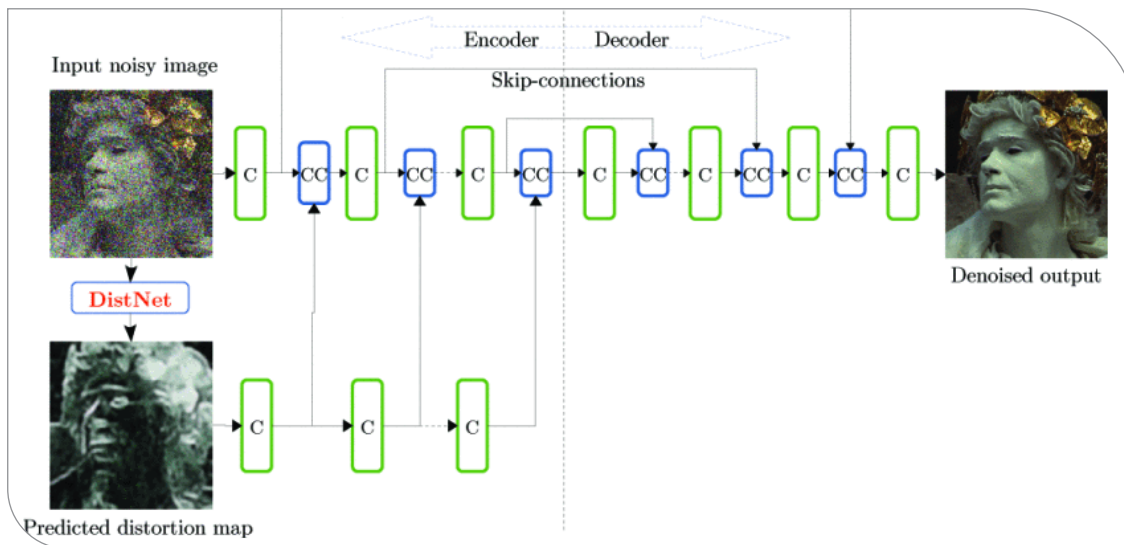 Encoder Decoder
Input noisy image
Skip-connections
C CC C CC C CC C CC C CC C CC C
Denoised output
DistNet
C C C
Predicted distortion map